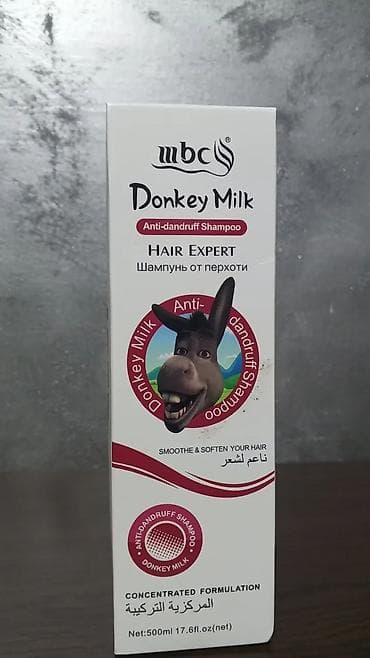 mbc®
Donkey Milk
Anti-dandruff Shampoo
HAIR EXPERT
Шампунь от перхоти
Donkey Milk Anti-dandruff Shampoo
SMOOTHE & SOFTEN YOUR HAIR
ناعم لشعر
• ANTI-DANDRUFF SHAMPOO •
DONKEY MILK
CONCENTRATED FORMULATION
المركزية التركيبة
Net:500ml 17.6fl.oz(net)